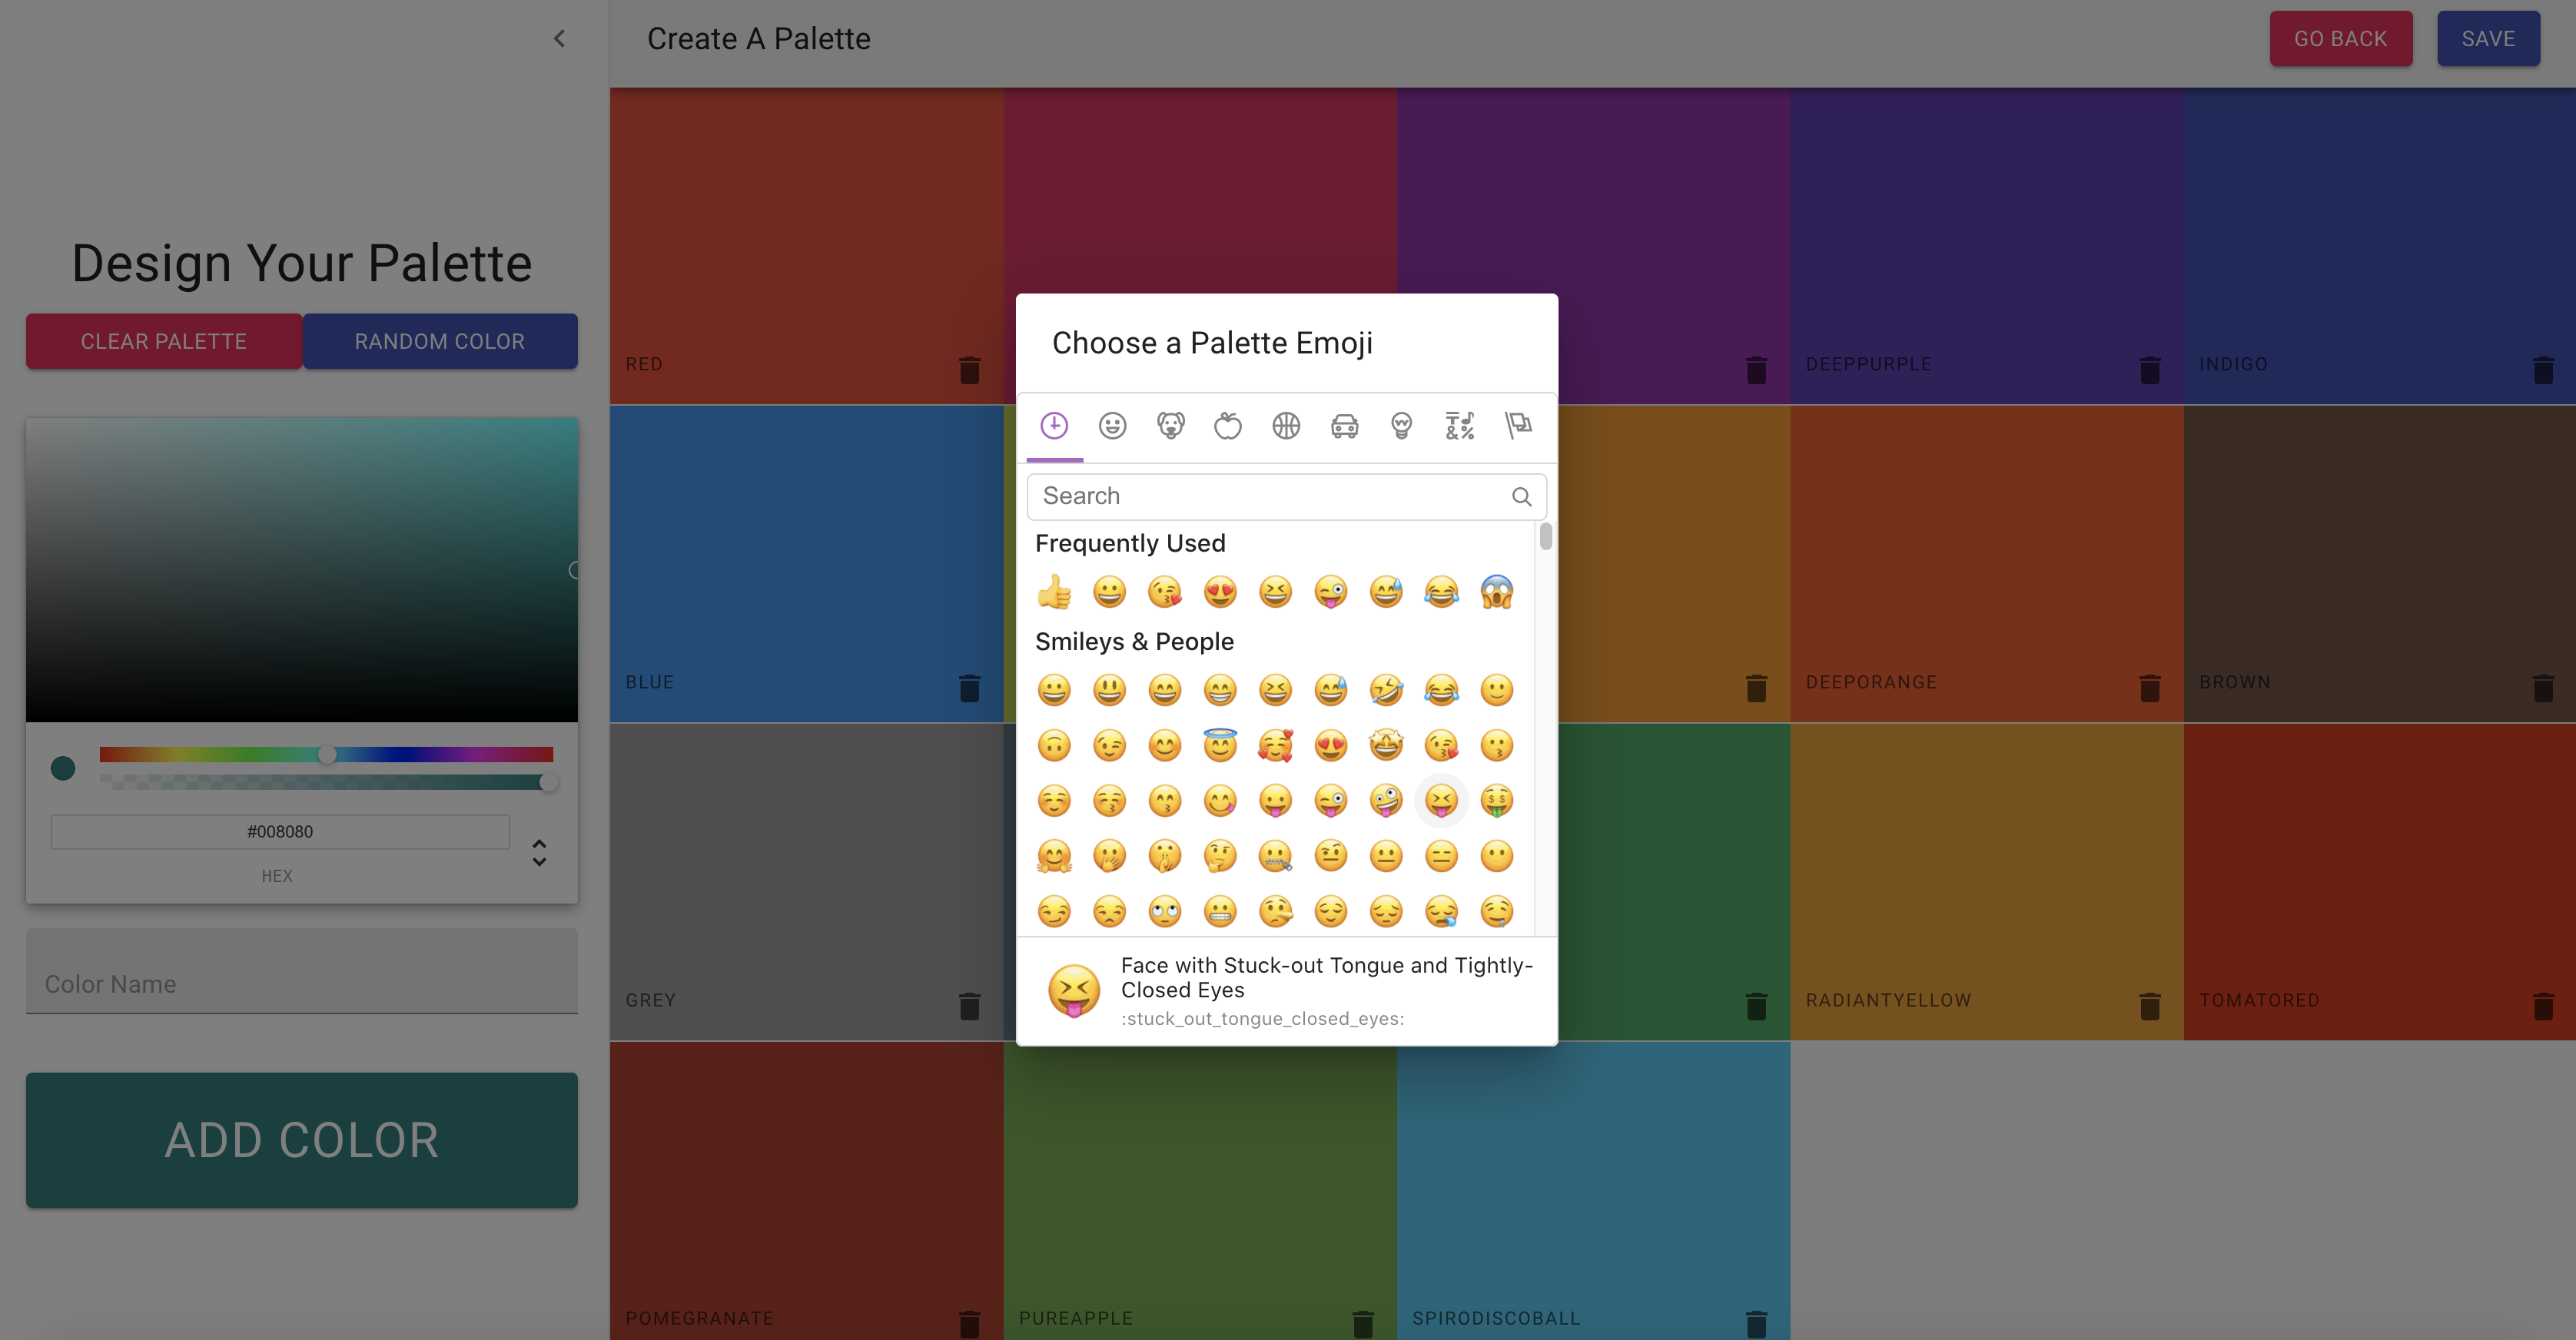 Create A Palette
GO BACK
SAVE
Design Your Palette
CLEAR PALETTE
RANDOM COLOR
#008080
HEX
Color Name
ADD COLOR
RED
DEEPPURPLE
INDIGO
BLUE
DEEPORANGE
BROWN
GREY
RADIANTYELLOW
TOMATORED
POMEGRANATE
PUREAPPLE
SPIRODISCOBALL
Choose a Palette Emoji
Search
Frequently Used
Smileys & People
Face with Stuck-out Tongue and Tightly-
Closed Eyes
:stuck_out_tongue_closed_eyes: